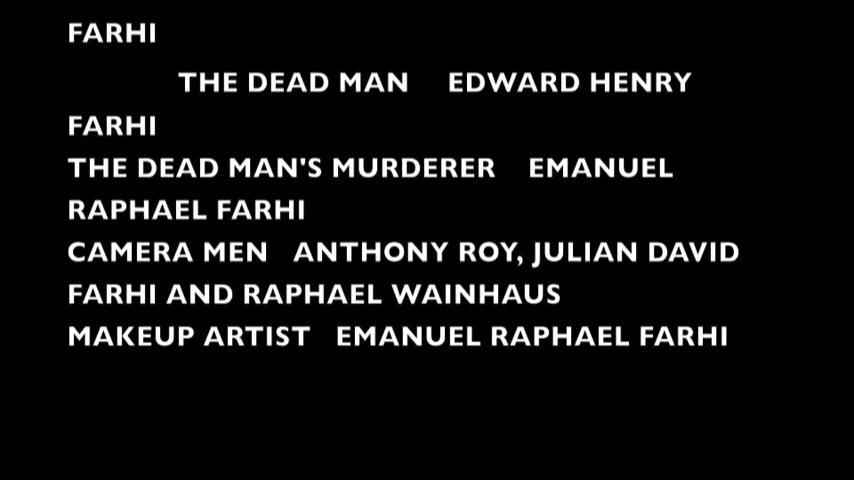 FARHI
THE DEAD MAN EDWARD HENRY
FARHI
THE DEAD MAN'S MURDERER EMANUEL
RAPHAEL FARHI
CAMERA MEN ANTHONY ROY, JULIAN DAVID
FARHI AND RAPHAEL WAINHAUS
MAKEUP ARTIST EMANUEL RAPHAEL FARHI